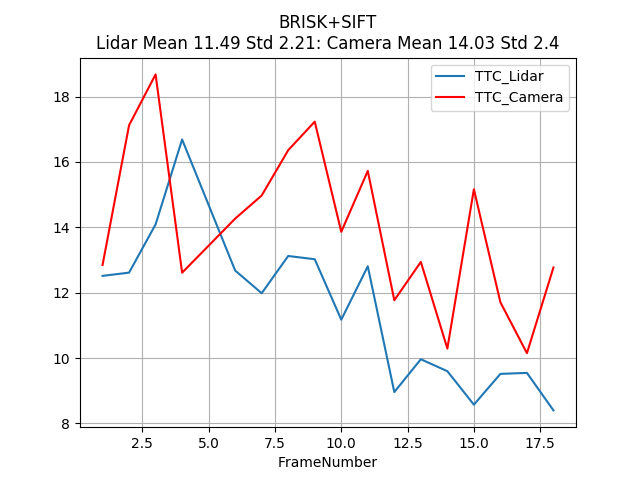 BRISK+SIFT
Lidar Mean 11.49 Std 2.21: Camera Mean 14.03 Std 2.4
TTC_Lidar
TTC_Camera
18
16
14
12
10
8
2.5 5.0 7.5 10.0 12.5 15.0 17.5
FrameNumber